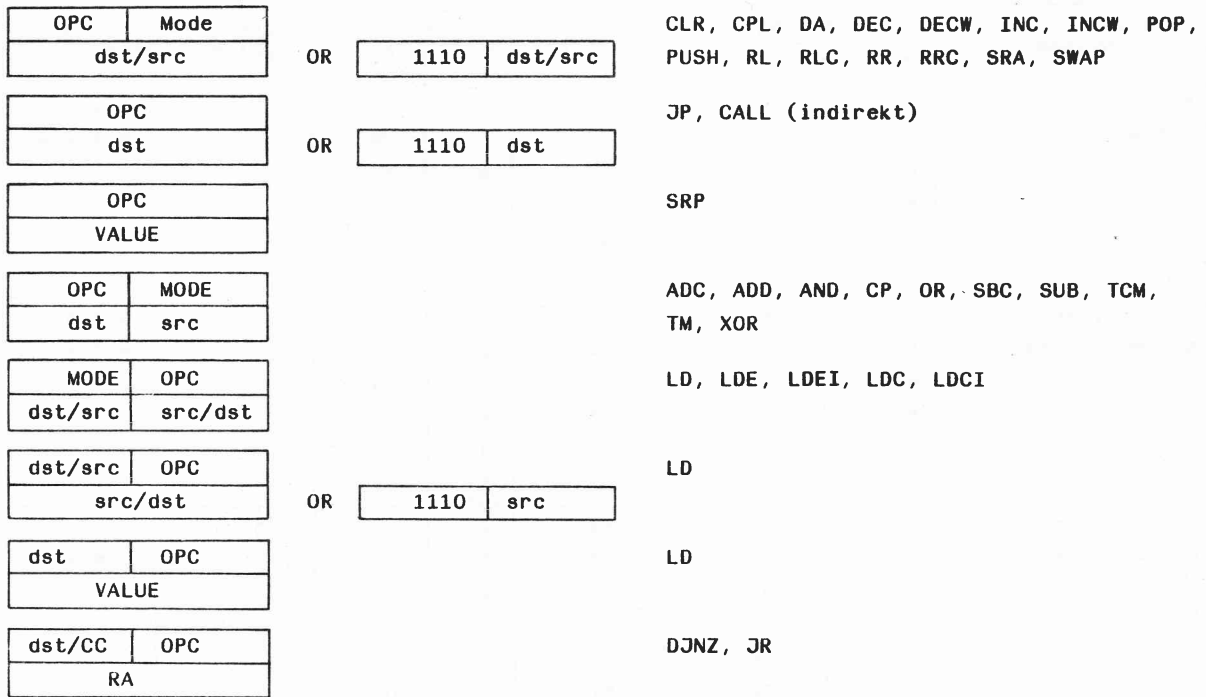 OPC Mode CLR, CPL, DA, DEC, DECW, INC, INCW, POP,
dst/src OR 1110 dst/src PUSH, RL, RLC, RR, RRC, SRA, SWAP
OPC JP, CALL (indirekt)
dst OR 1110 dst
OPC SRP
VALUE
OPC MODE ADC, ADD, AND, CP, OR, SBC, SUB, TCM,
dst src TM, XOR
MODE OPC LD, LDE, LDEI, LDC, LDCI
dst/src src/dst
dst/src OPC LD
src/dst OR 1110 src
dst OPC LD
VALUE
dst/CC OPC DJNZ, JR
RA